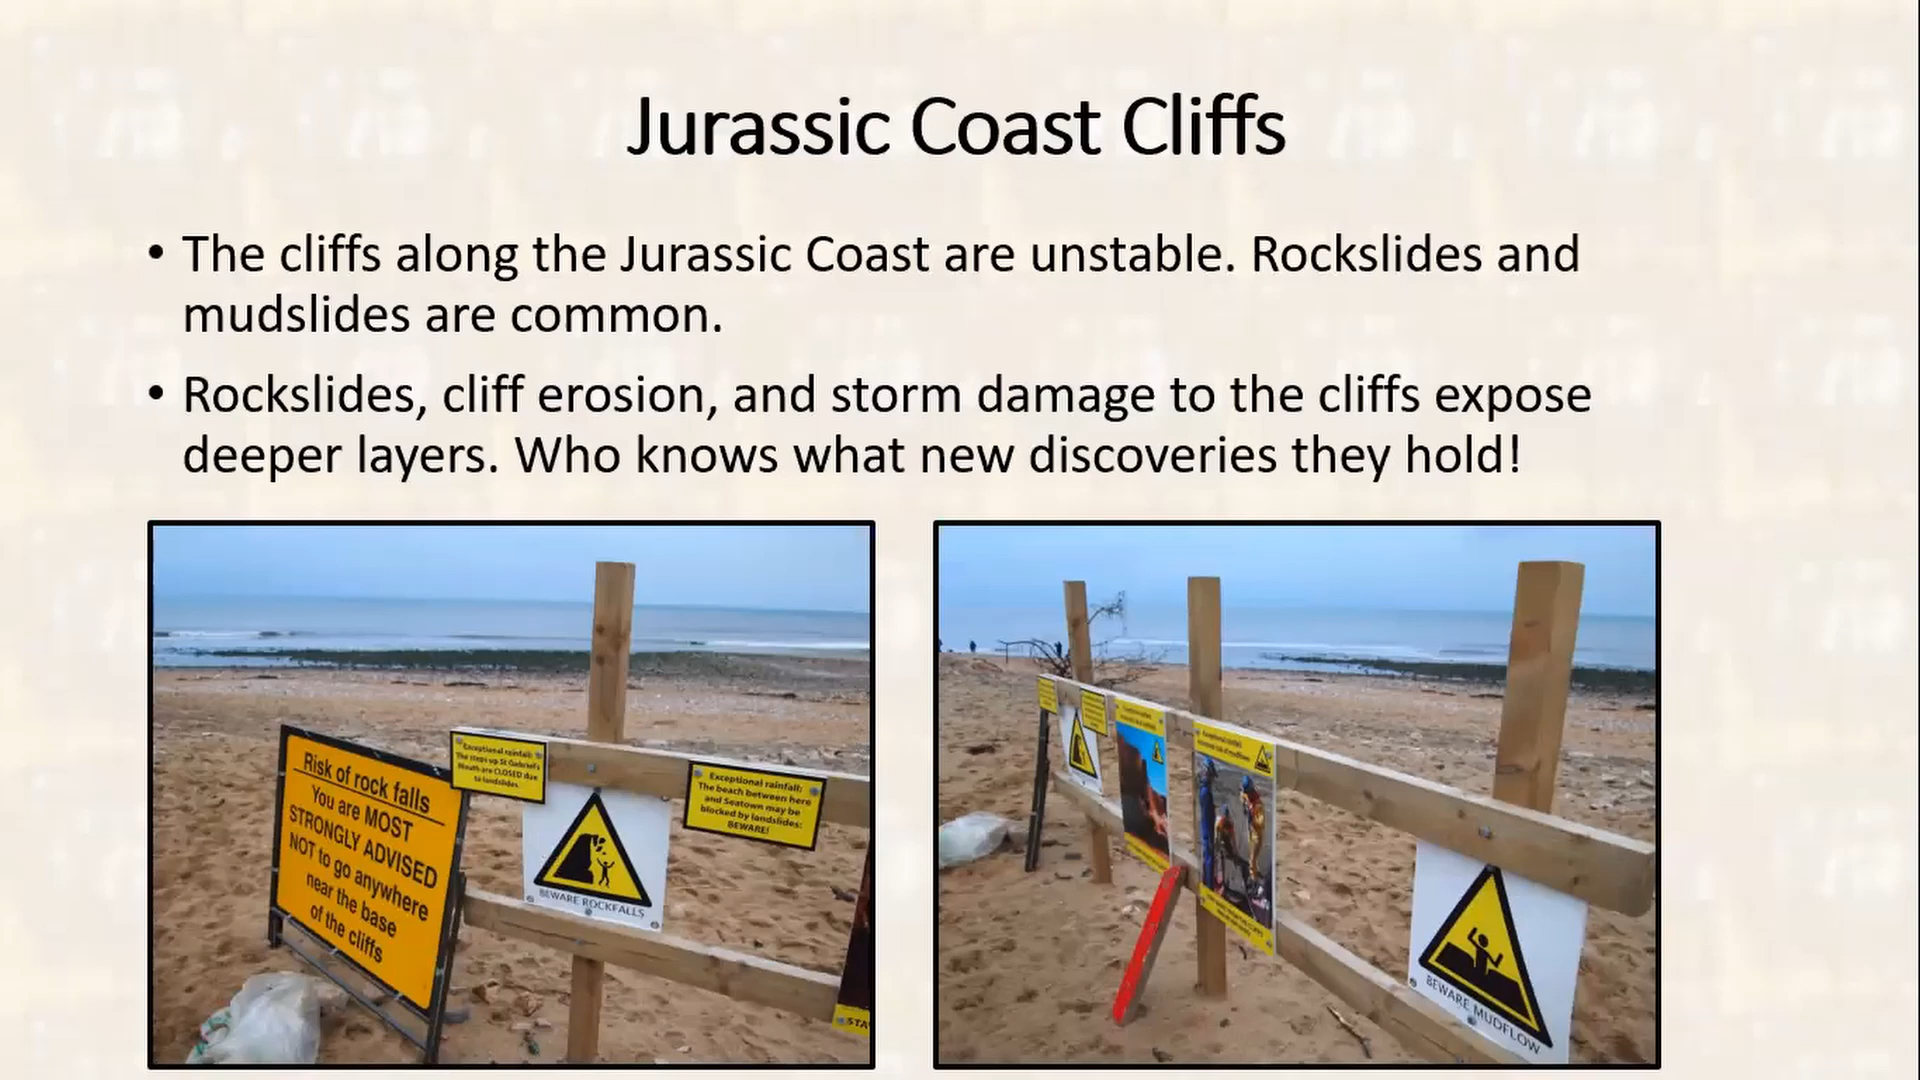 Jurassic Coast Cliffs
• The cliffs along the Jurassic Coast are unstable. Rockslides and
mudslides are common.
• Rockslides, cliff erosion, and storm damage to the cliffs expose
deeper layers. Who knows what new discoveries they hold!
Risk of rock falls
You are MOST
STRONGLY ADVISED
NOT to go anywhere
near the base
of the cliffs
Exceptional rainfall:
The steps up St Gabriel's
Mouth are CLOSED due
to landslides.
BEWARE ROCKFALLS
Exceptional rainfall:
The beach between here
and Seatown may be
blocked by landslides:
BEWARE!
STA
Exceptional rainfall:
BEWARE MUDFLOW